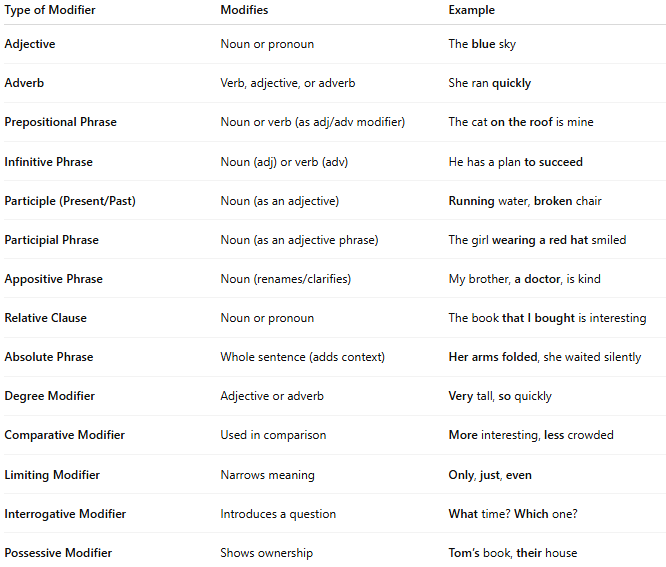 Type of Modifier Modifies Example
Adjective Noun or pronoun The blue sky
Adverb Verb, adjective, or adverb She ran quickly
Prepositional Phrase Noun or verb (as adj/adv modifier) The cat on the roof is mine
Infinitive Phrase Noun (adj) or verb (adv) He has a plan to succeed
Participle (Present/Past) Noun (as an adjective) Running water, broken chair
Participial Phrase Noun (as an adjective phrase) The girl wearing a red hat smiled
Appositive Phrase Noun (renames/clarifies) My brother, a doctor, is kind
Relative Clause Noun or pronoun The book that I bought is interesting
Absolute Phrase Whole sentence (adds context) Her arms folded, she waited silently
Degree Modifier Adjective or adverb Very tall, so quickly
Comparative Modifier Used in comparison More interesting, less crowded
Limiting Modifier Narrows meaning Only, just, even
Interrogative Modifier Introduces a question What time? Which one?
Possessive Modifier Shows ownership Tom's book, their house